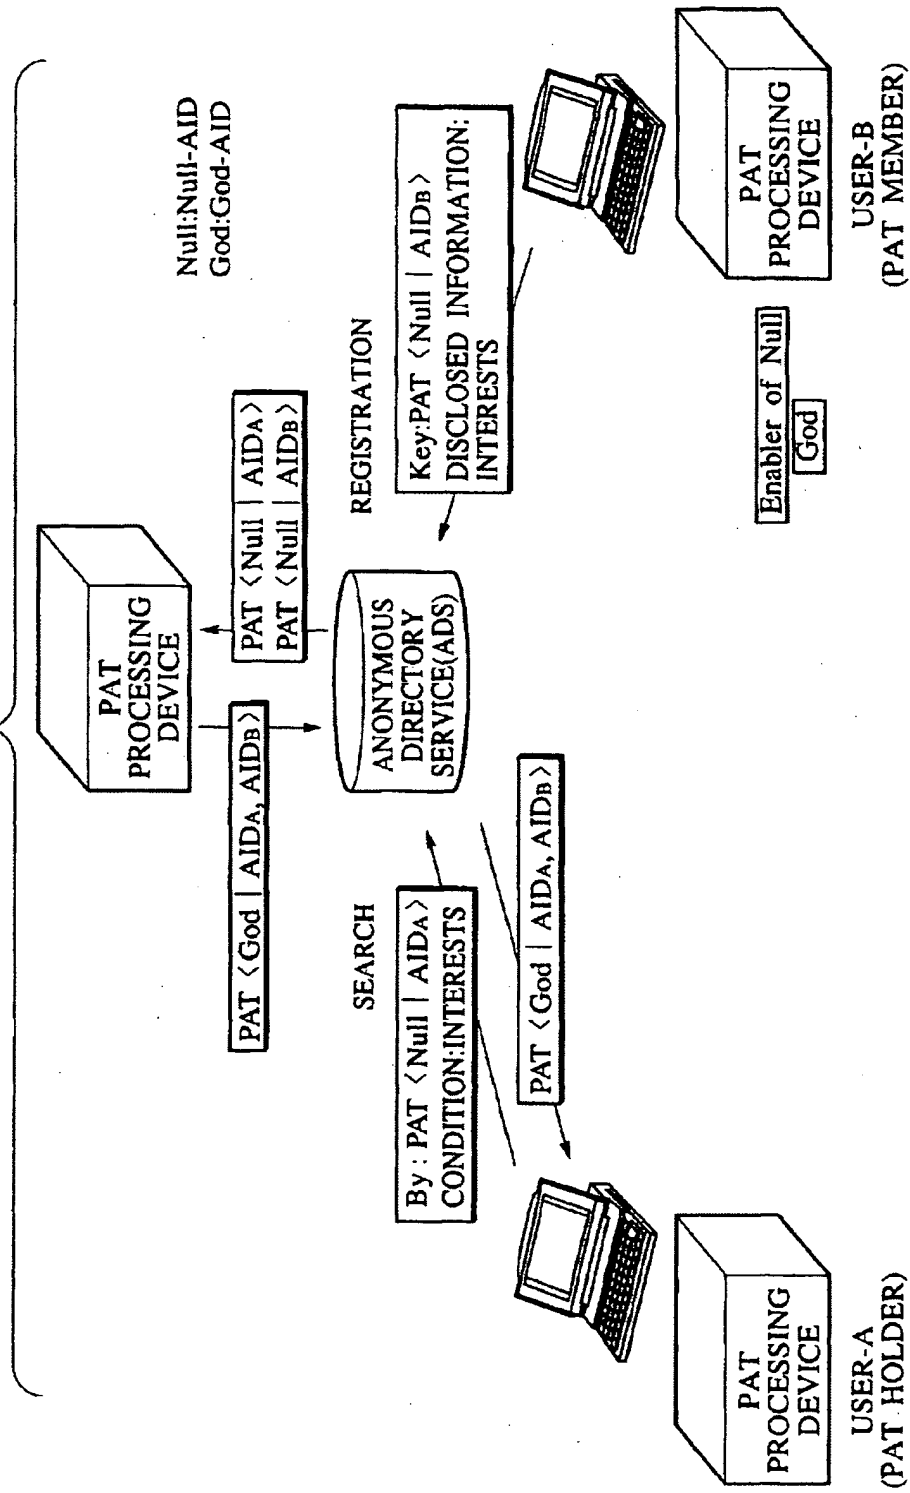 PAT
PROCESSING
DEVICE
PAT <God | AIDA, AIDB>
PAT <Null | AIDA>
PAT <Null | AIDB>
Null:Null-AID
God:God-AID
ANONYMOUS
DIRECTORY
SERVICE(ADS)
SEARCH
By : PAT <Null | AIDA>
CONDITION:INTERESTS
REGISTRATION
Key:PAT <Null | AIDB>
DISCLOSED INFORMATION:
INTERESTS
PAT <God | AIDA, AIDB>
PAT
PROCESSING
DEVICE
USER-A
(PAT HOLDER)
Enabler of Null
God
PAT
PROCESSING
DEVICE
USER-B
(PAT MEMBER)